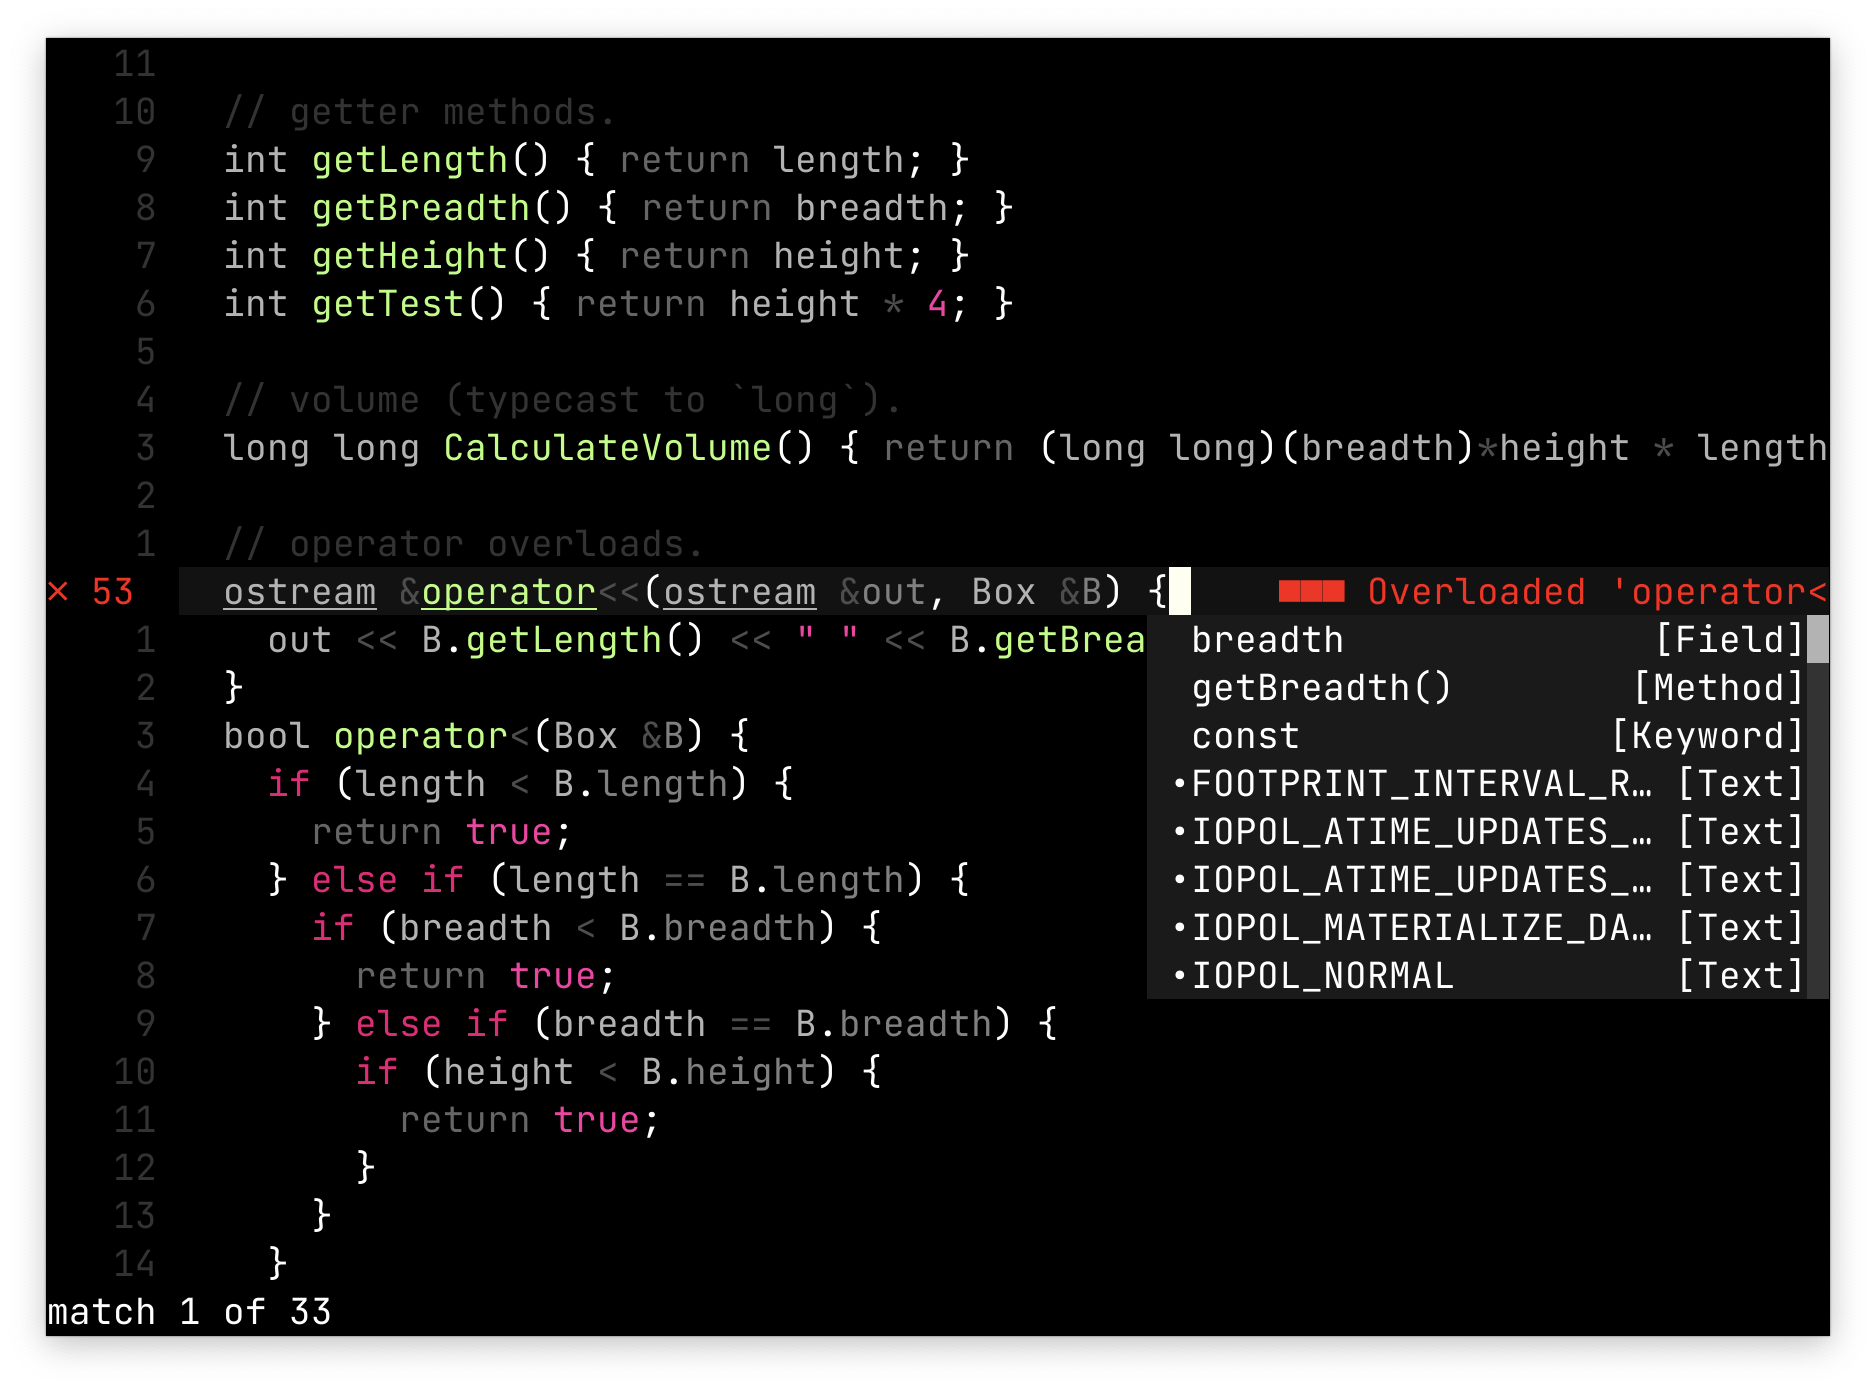 11
10 // getter methods.
9 int getLength() { return length; }
8 int getBreadth() { return breadth; }
7 int getHeight() { return height; }
6 int getTest() { return height * 4; }
5
4 // volume (typecast to `long`).
3 long long CalculateVolume() { return (long long)(breadth)*height * length
2
1 // operator overloads.
× 53 ostream &operator<<(ostream &out, Box &B) { ■■■ Overloaded 'operator<
1 out << B.getLength() << " " << B.getBrea breadth [Field]
2 } getBreadth() [Method]
3 bool operator<(Box &B) { const [Keyword]
4 if (length < B.length) { •FOOTPRINT_INTERVAL_R… [Text]
5 return true; •IOPOL_ATIME_UPDATES_… [Text]
6 } else if (length == B.length) { •IOPOL_ATIME_UPDATES_… [Text]
7 if (breadth < B.breadth) { •IOPOL_MATERIALIZE_DA… [Text]
8 return true; •IOPOL_NORMAL [Text]
9 } else if (breadth == B.breadth) {
10 if (height < B.height) {
11 return true;
12 }
13 }
14 }
match 1 of 33